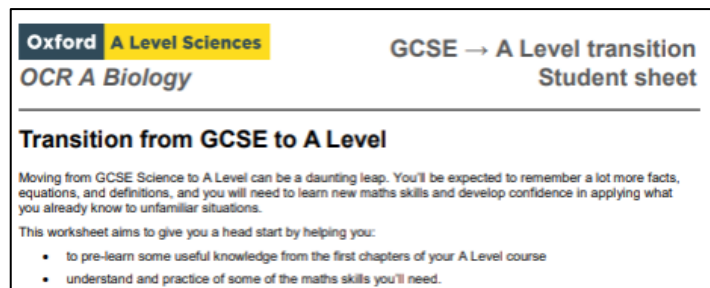 Oxford A Level Sciences
GCSE → A Level transition
OCR A Biology
Student sheet
Transition from GCSE to A Level
Moving from GCSE Science to A Level can be a daunting leap. You'll be expected to remember a lot more facts,
equations, and definitions, and you will need to learn new maths skills and develop confidence in applying what
you already know to unfamiliar situations.
This worksheet aims to give you a head start by helping you:
• to pre-learn some useful knowledge from the first chapters of your A Level course
• understand and practice of some of the maths skills you'll need.